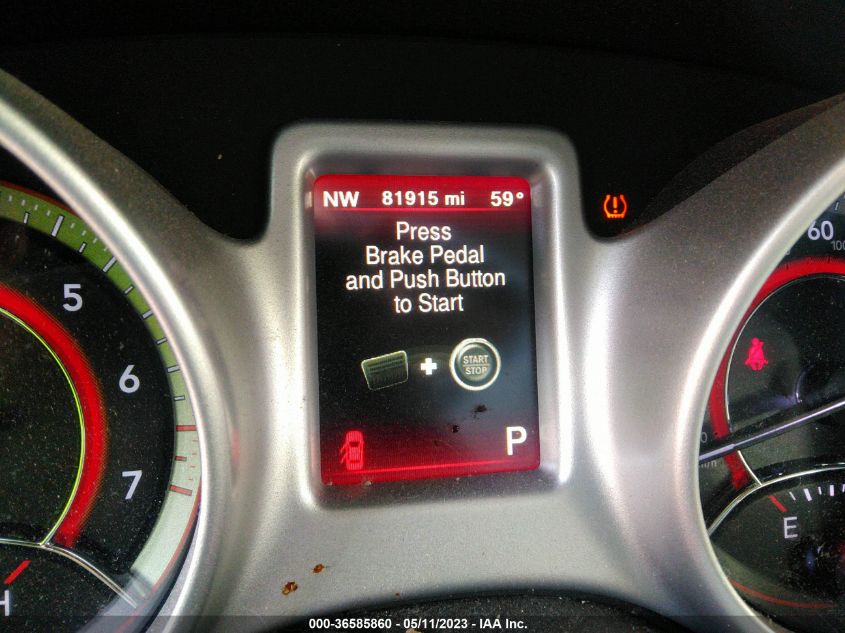 NW 81915 mi 59°
Press
Brake Pedal
and Push Button
to Start
START
STOP
P
5
6
7
H
60
100
E
000-36585860 - 05/11/2023 - IAA Inc.